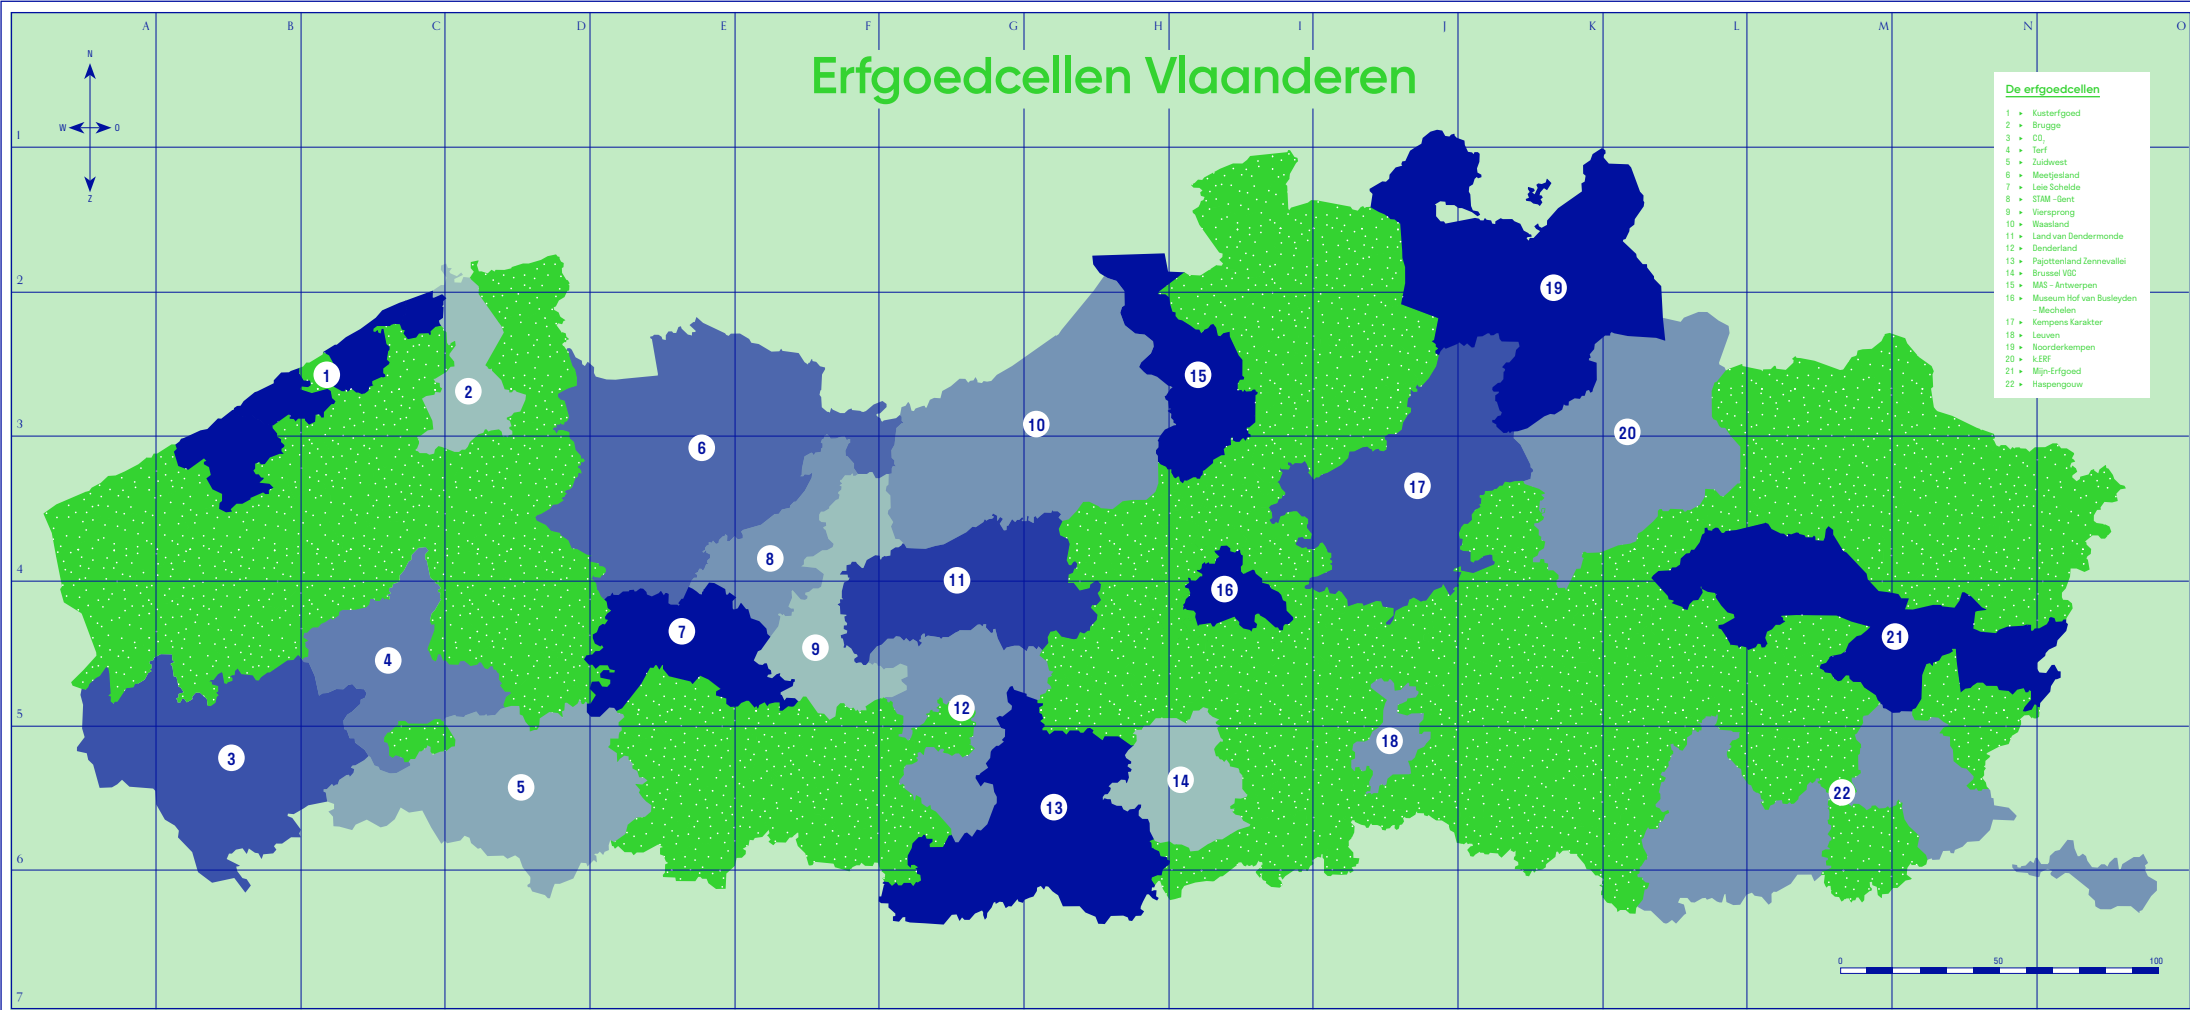 A B C D E F G H I J K L M N O
Erfgoedcellen Vlaanderen
N
W O
Z
1
2
3
4
5
6
7
De erfgoedcellen
1 ▸ Kusterfgoed
2 ▸ Brugge
3 ▸ CO₇
4 ▸ Terf
5 ▸ Zuidwest
6 ▸ Meetjesland
7 ▸ Leie Schelde
8 ▸ STAM -Gent
9 ▸ Viersprong
10 ▸ Waasland
11 ▸ Land van Dendermonde
12 ▸ Denderland
13 ▸ Pajottenland Zennevallei
14 ▸ Brussel VGC
15 ▸ MAS - Antwerpen
16 ▸ Museum Hof van Busleyden
- Mechelen
17 ▸ Kempens Karakter
18 ▸ Leuven
19 ▸ Noorderkempen
20 ▸ k.ERF
21 ▸ Mijn-Erfgoed
22 ▸ Haspengouw
19
1
15
2
10
20
6
17
8
11
16
7
21
9
4
12
18
3
14
5
22
13
0 50 100